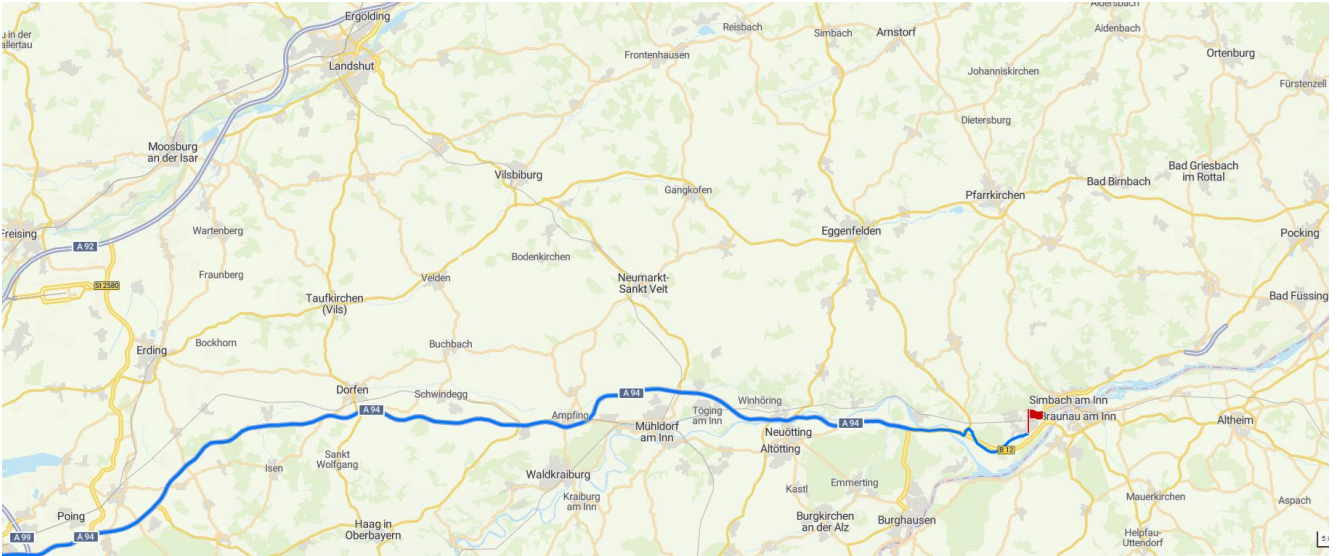 Ergolding
Aidersbach
Reisbach
Simbach
Arnstorf
Aidenbach
u in der
allertau
Landshut
Frontenhausen
Ortenburg
Johanniskirchen
Fürstenzell
Dietersburg
Moosburg
an der Isar
Vilsbiburg
Gangkofen
Pfarrkirchen
Bad Birnbach
Bad Griesbach
im Rottal
Freising
Wartenberg
A 92
Eggenfelden
Pocking
Bodenkirchen
Fraunberg
Velden
Neumarkt-
Sankt Veit
St 2580
Taufkirchen
(Vils)
Bad Füssing
Erding
Bockhorn
Buchbach
Dorfen
Schwindegg
A 94
A 94
Ampfing
Mühldorf
am Inn
Töging
am Inn
Winhöring
Neuötting
Altötting
A 94
Simbach am Inn
Braunau am Inn
Altheim
B 12
Isen
Sankt
Wolfgang
Waldkraiburg
Kraiburg
am Inn
Kastl
Emmerting
Mauerkirchen
Aspach
Poing
A 99
A 94
Haag in
Oberbayern
Burgkirchen
an der Alz
Burghausen
Helpfau-
Uttendorf
5